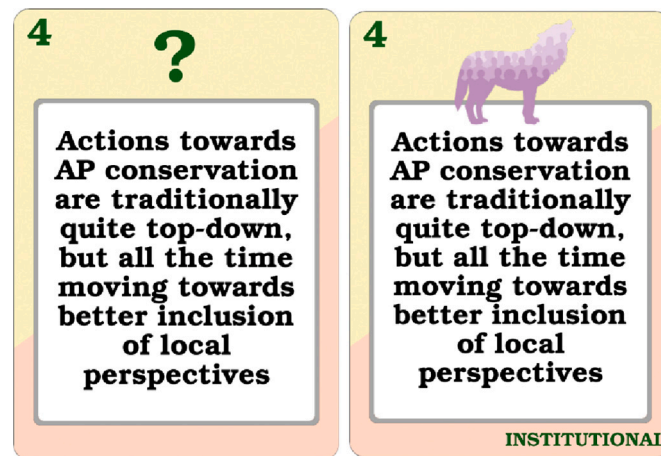 4
?
Actions towards
AP conservation
are traditionally
quite top-down,
but all the time
moving towards
better inclusion
of local
perspectives
4
Actions towards
AP conservation
are traditionally
quite top-down,
but all the time
moving towards
better inclusion
of local
perspectives
INSTITUTIONAL